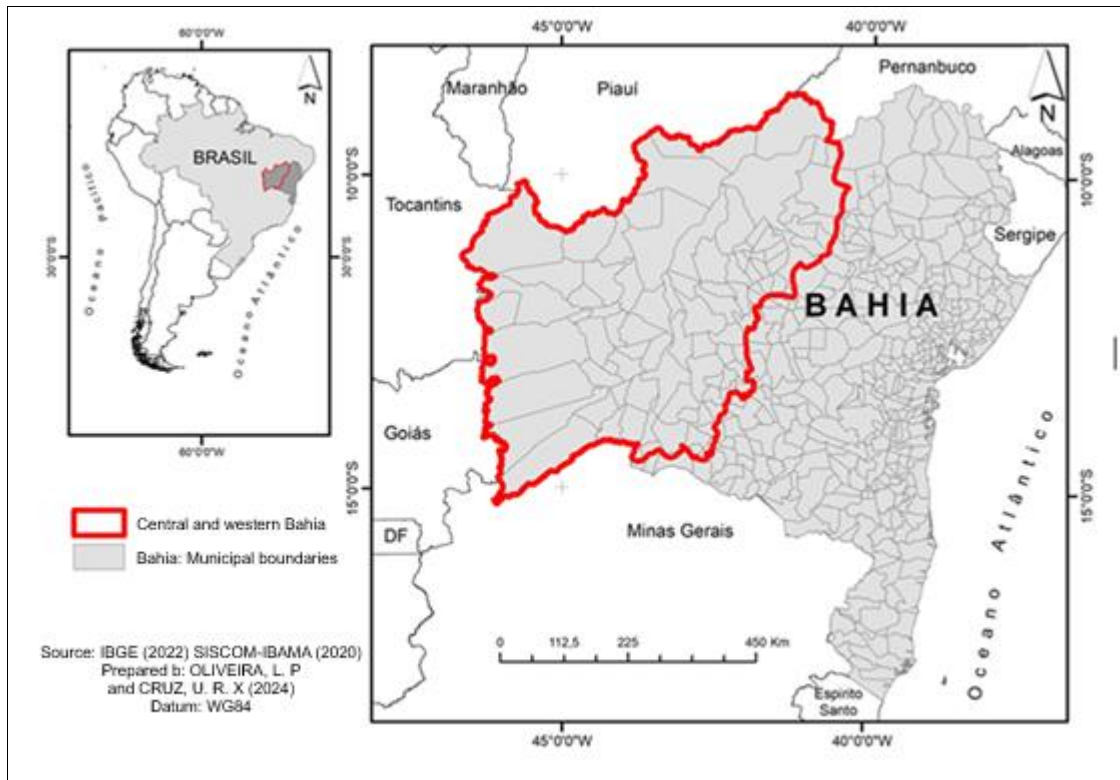 60°0'0"W
N
BRASIL
Oceano Pacífico
Oceano Atlântico
10°0'0"S
30°0'0"S
30°0'0"S
60°0'0"W
Central and western Bahia
Bahia: Municipal boundaries
Source: IBGE (2022) SISCOM-IBAMA (2020)
Prepared b: OLIVEIRA, L. P
and CRUZ, U. R. X (2024)
Datum: WG84
45°0'0"W
40°0'0"W
Maranhão
Piauí
Pernambuco
N
Alagoas
10°0'0"S
Tocantins
Sergipe
BAHIA
Goiás
15°0'0"S
15°0'0"S
DF
Minas Gerais
Oceano Atlântico
0 112,5 225 450 Km
Espirito
Santo
45°0'0"W
40°0'0"W